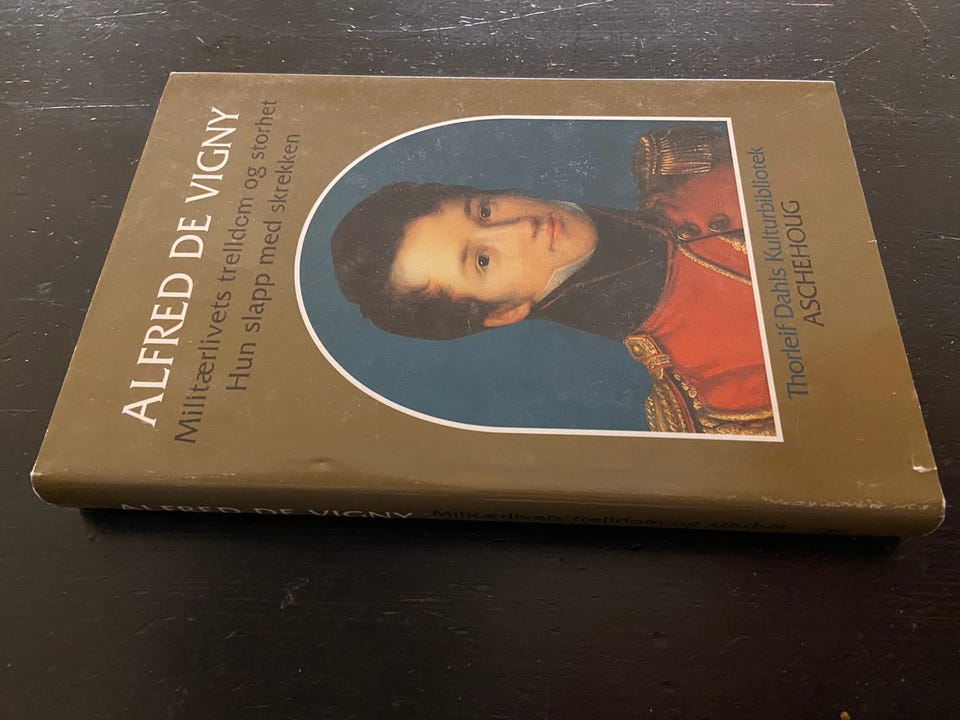 ALFRED DE VIGNY
Militærlivets trelldom og storhet
Hun slapp med skrekken
Thorleif Dahls Kulturbibliotek
ASCHEHOUG
ALFRED DE VIGNY Militærlivets trelldom og storhet